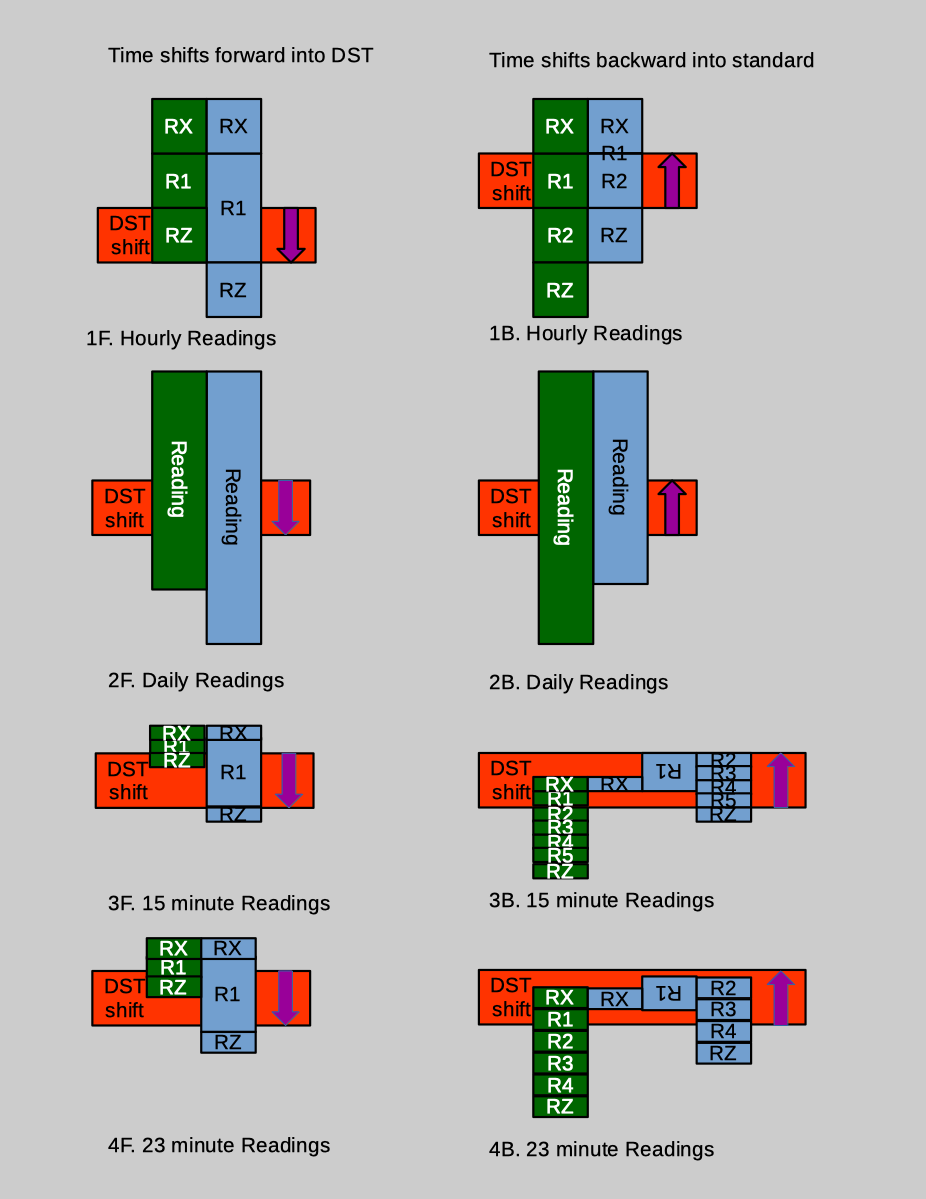 Time shifts forward into DST
Time shifts backward into standard
RX
RX
R1
R1
DST
shift
RZ
RZ
1F. Hourly Readings
RX
RX
R1
DST
shift
R1
R2
R2
RZ
RZ
1B. Hourly Readings
Reading
Reading
DST
shift
2F. Daily Readings
Reading
Reading
DST
shift
2B. Daily Readings
RX
RX
R1
RZ
R1
DST
shift
RZ
3F. 15 minute Readings
DST
shift
RX
RX
R1
R2
R3
R4
R5
RZ
R1
R2
R3
R4
R5
RZ
3B. 15 minute Readings
RX
RX
R1
RZ
R1
DST
shift
RZ
4F. 23 minute Readings
DST
shift
RX
RX
R1
R2
R3
R4
RZ
R1
R2
R3
R4
RZ
4B. 23 minute Readings